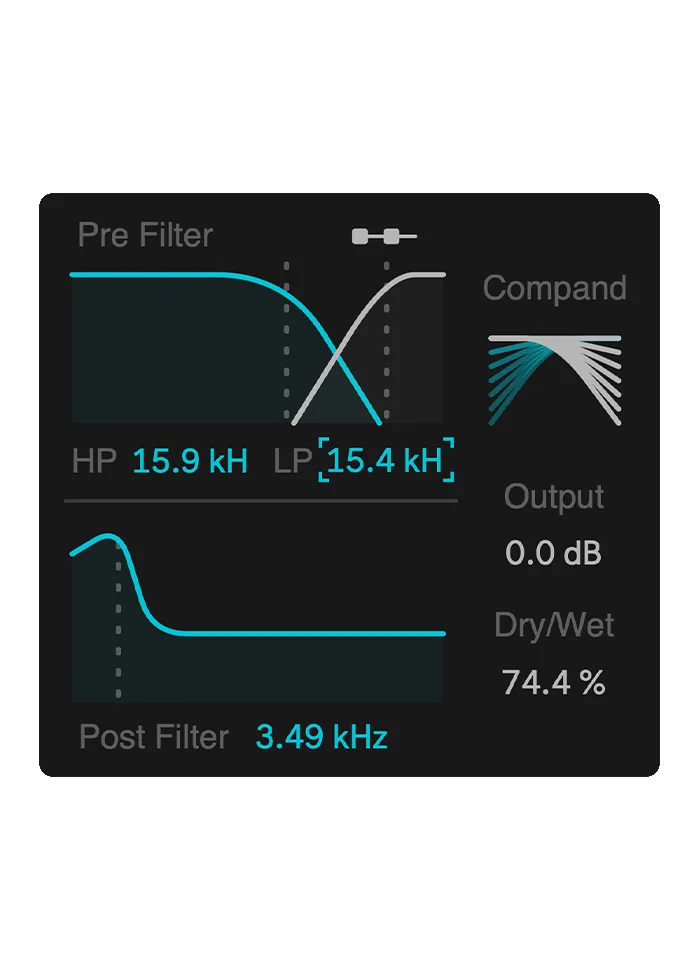 Pre Filter
Compand
HP 15.9 kH LP 15.4 kH
Output
0.0 dB
Dry/Wet
74.4 %
Post Filter 3.49 kHz